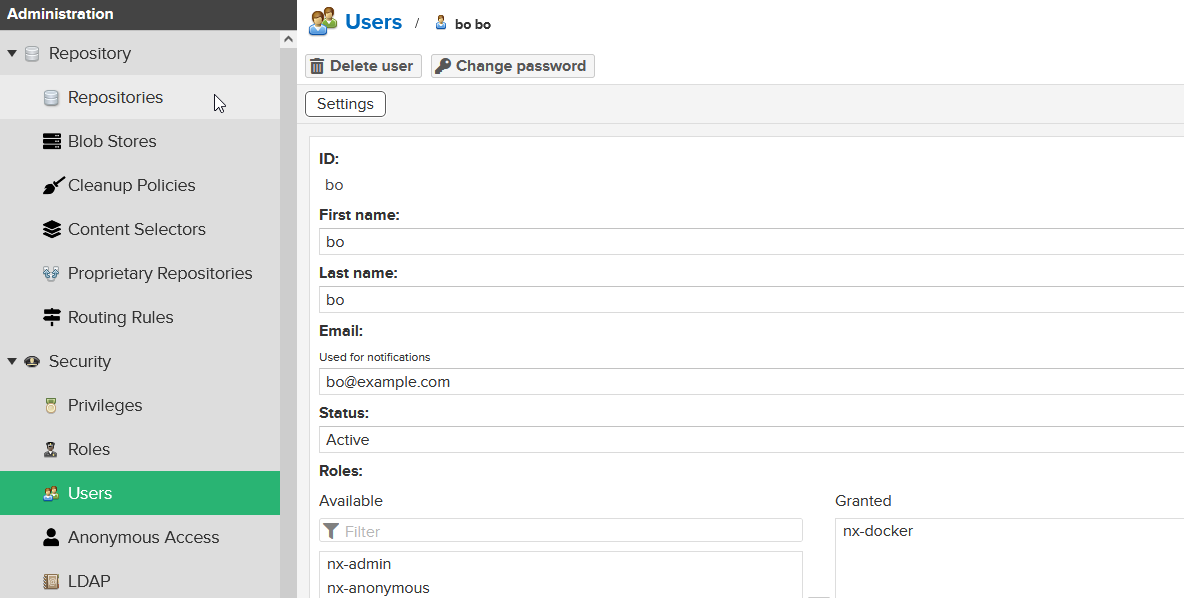 Administration
Repository
Repositories
Blob Stores
Cleanup Policies
Content Selectors
Proprietary Repositories
Routing Rules
Security
Privileges
Roles
Users
Anonymous Access
LDAP
Users / bo bo
Delete user Change password
Settings
ID:
bo
First name:
bo
Last name:
bo
Email:
Used for notifications
bo@example.com
Status:
Active
Roles:
Available
Filter
nx-admin
nx-anonymous
Granted
nx-docker